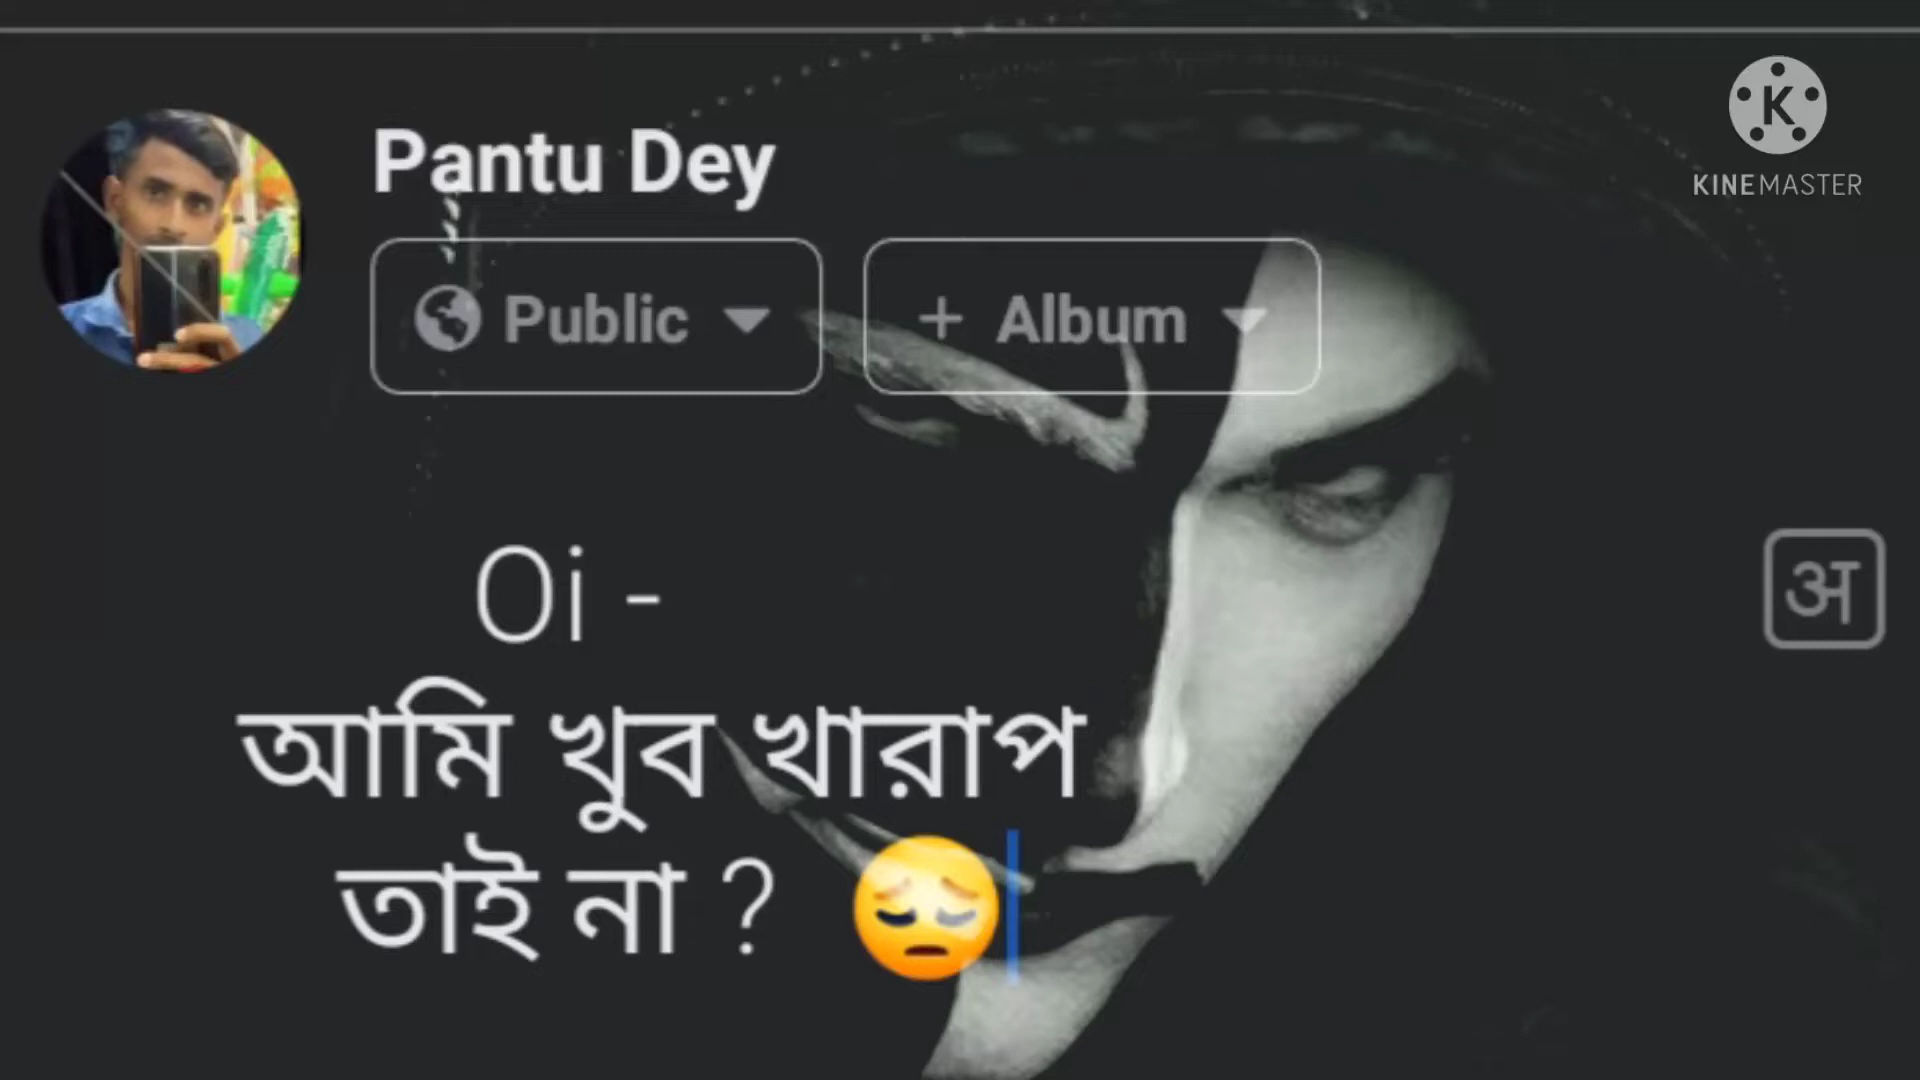 KINEMASTER
Pantu Dey
Public
+ Album
Oi -
अ
আমি খুব খারাপ
তাই না ? 😔